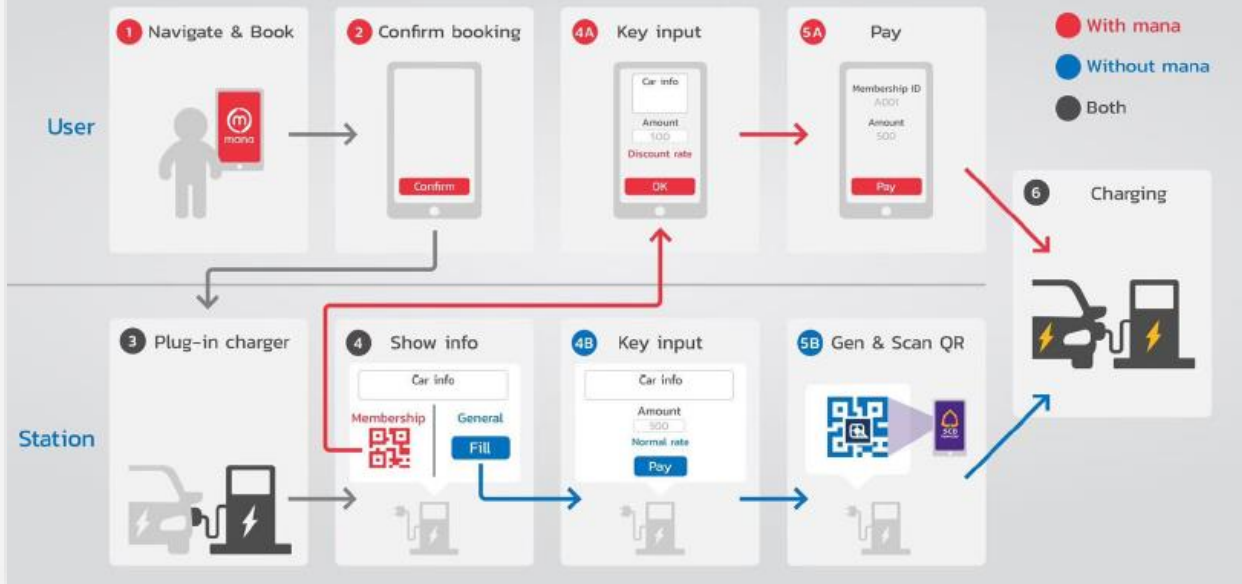 1 Navigate & Book
2 Confirm booking
4A Key input
5A Pay
With mana
Without mana
Both
User
mana
Confirm
Car info
Amount
500
Discount rate
OK
Membership ID
A001
Amount
500
Pay
6 Charging
Station
3 Plug-in charger
4 Show info
Car info
Membership
General
Fill
4B Key input
Car info
Amount
500
Normal rate
Pay
5B Gen & Scan QR
SCB